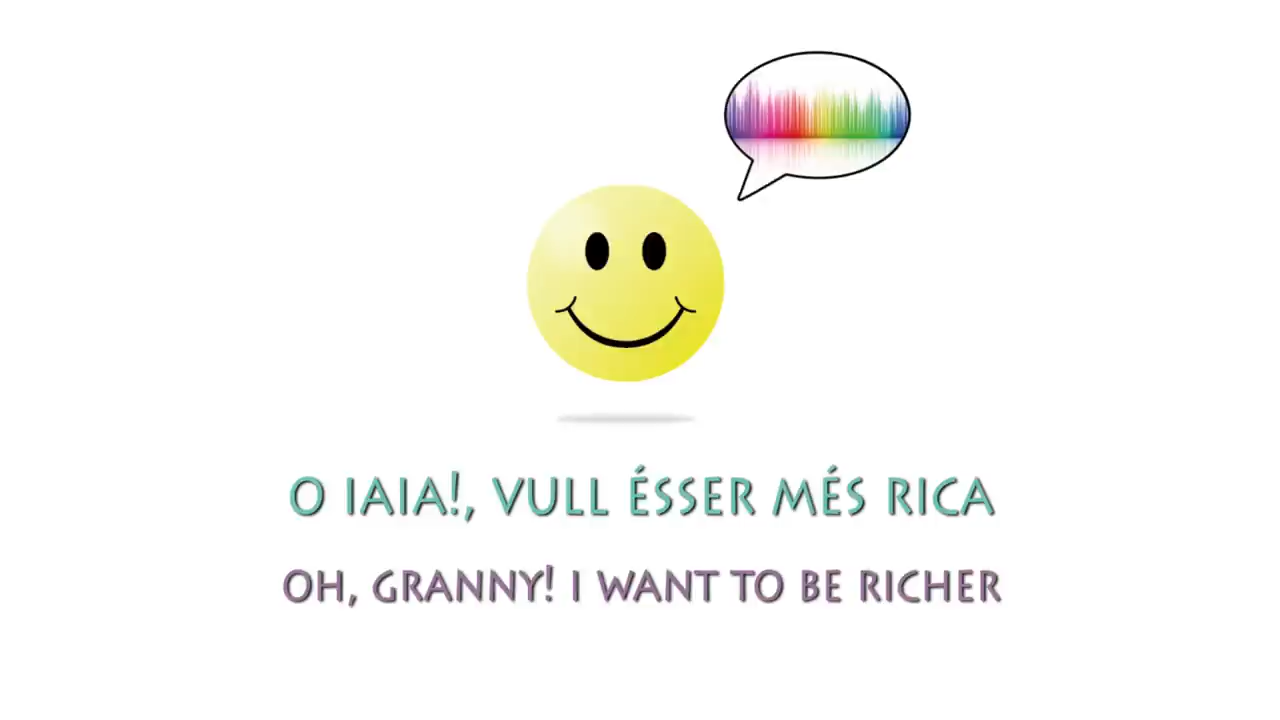 O IAIA!, VULL ÉSSER MÉS RICA
OH, GRANNY! I WANT TO BE RICHER